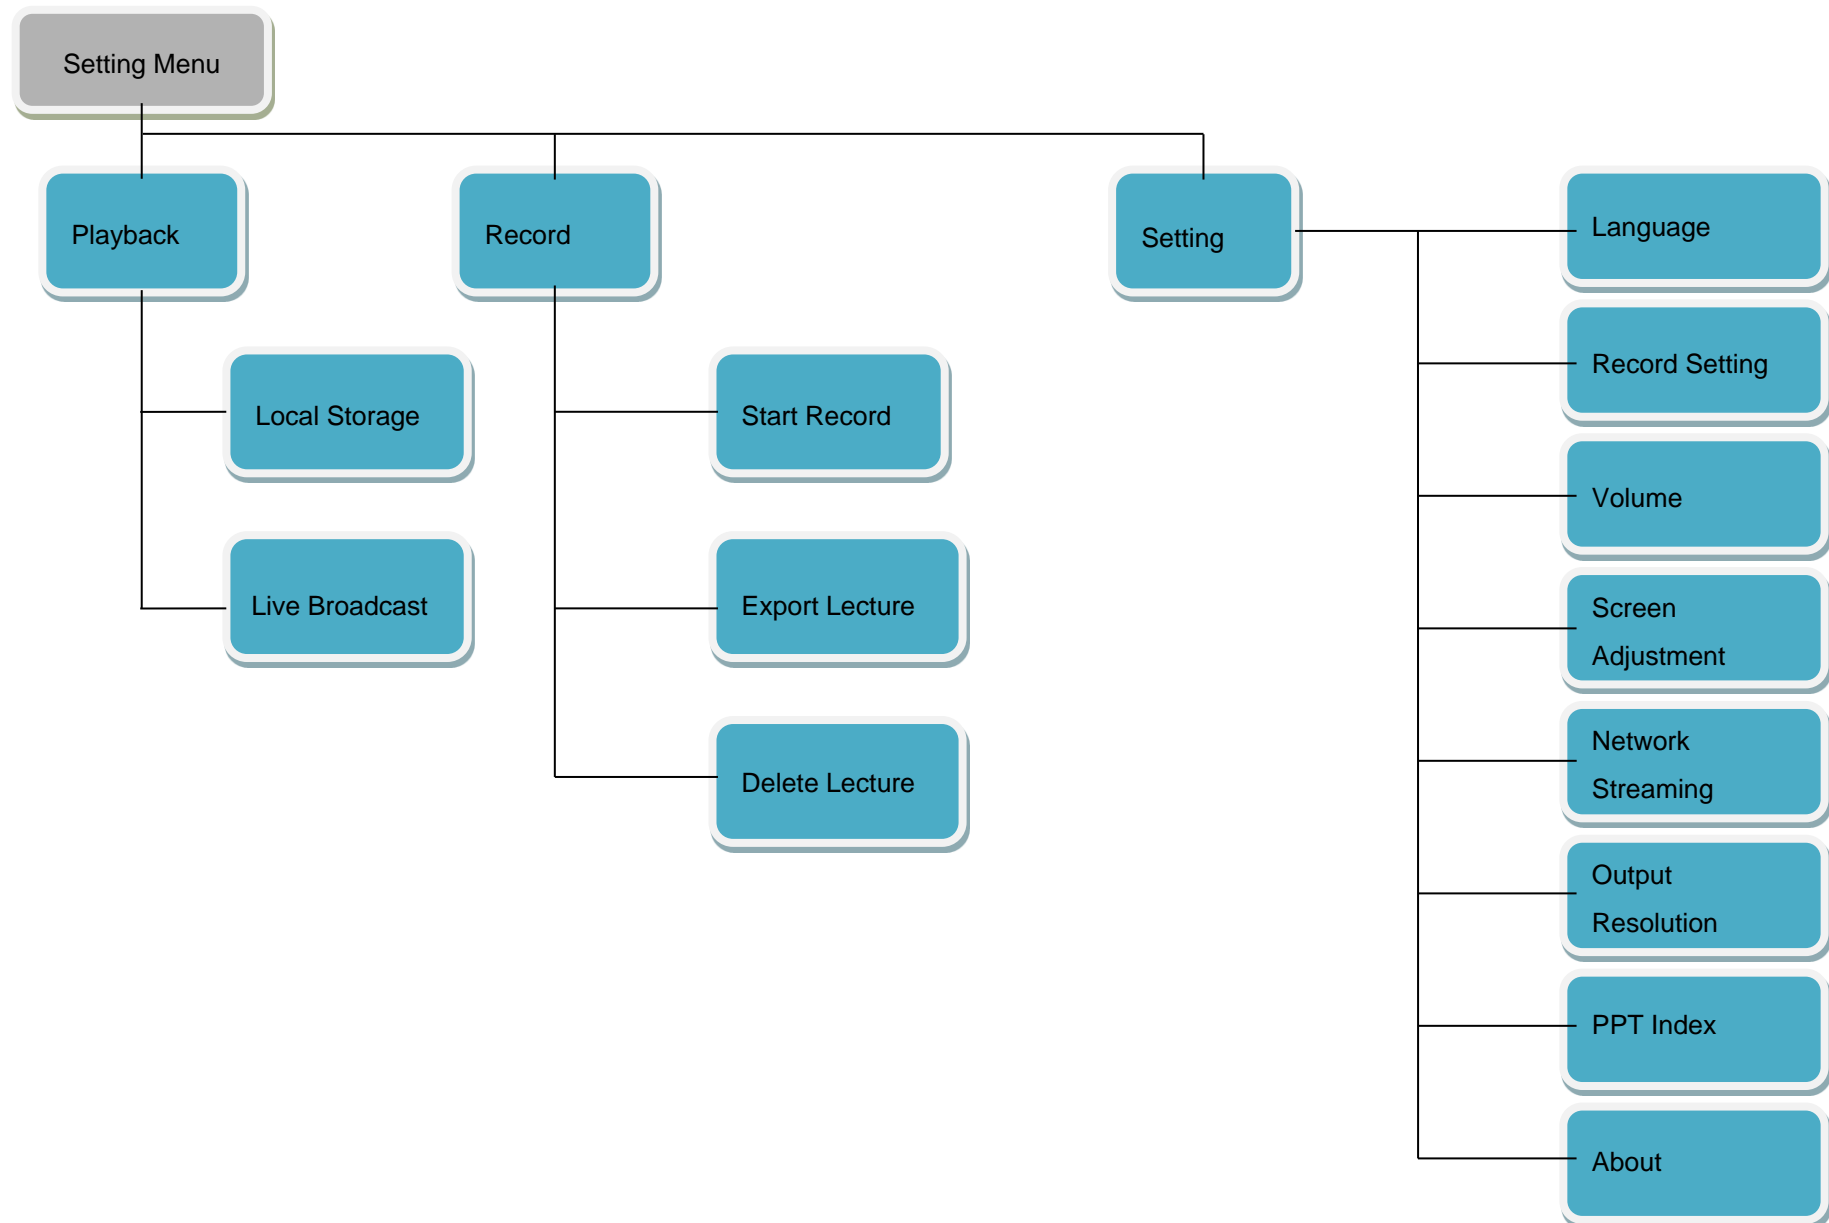 Setting Menu
Playback
Record
Setting
Local Storage
Live Broadcast
Start Record
Export Lecture
Delete Lecture
Language
Record Setting
Volume
Screen
Adjustment
Network
Streaming
Output
Resolution
PPT Index
About